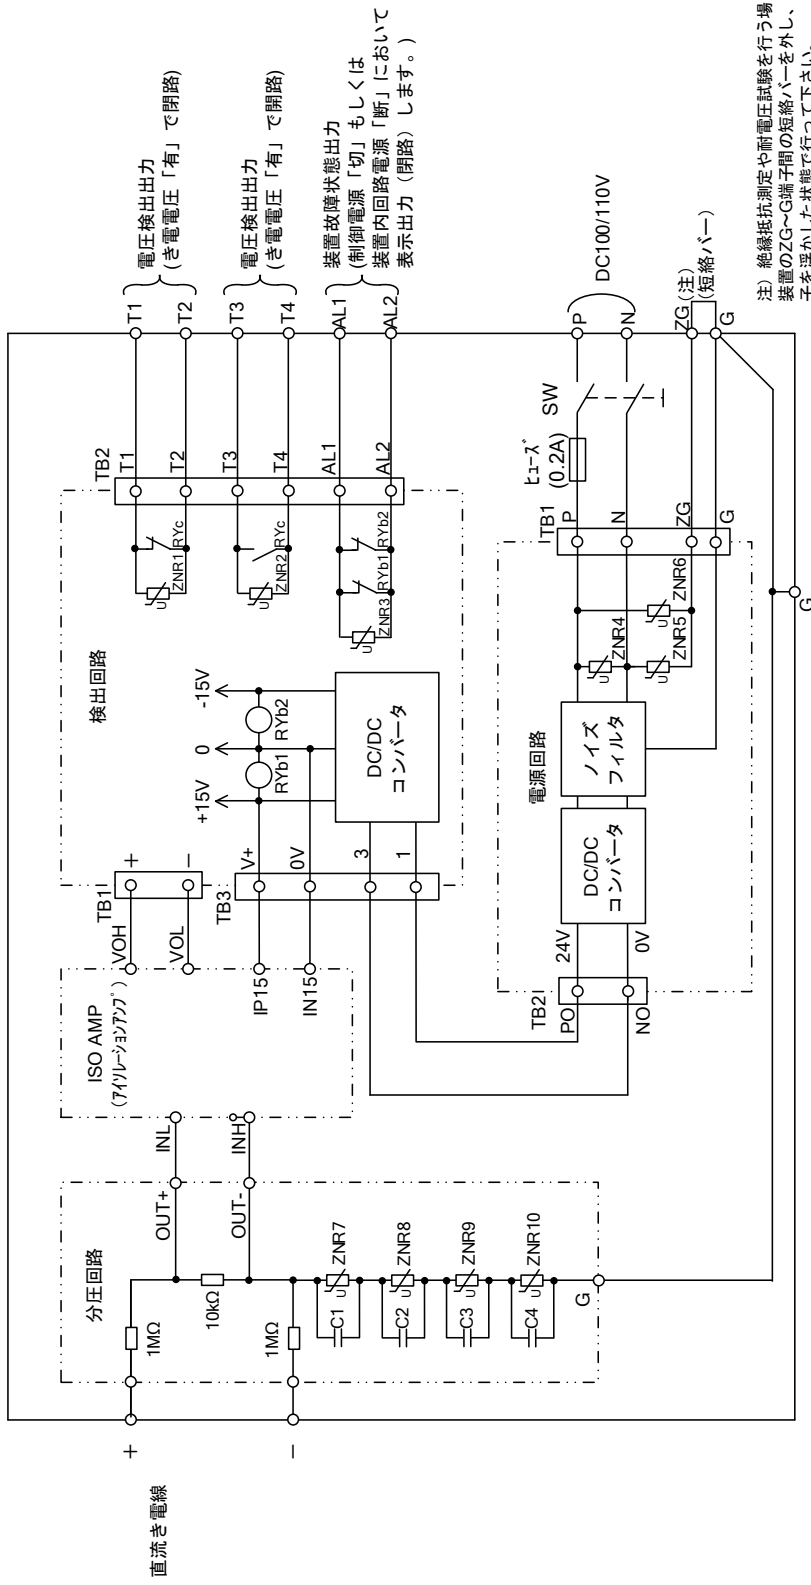 直流き電線
+
−
分圧回路
1MΩ
10kΩ
1MΩ
OUT+
OUT-
C1
ZNR7
U
C2
ZNR8
U
C3
ZNR9
U
C4
ZNR10
U
G
ISO AMP
(アイソレーションアンプ)
INL
INH
VOH
VOL
IP15
IN15
TB1
+
−
TB3
V+
0V
3
1
検出回路
+15V
0
-15V
RYb1
RYb2
DC/DC
コンバータ
TB2
T1
T2
T3
T4
AL1
AL2
U
ZNR1
RYc
U
ZNR2
RYc
U
ZNR3
RYb1
RYb2
T1
T2
T3
T4
AL1
AL2
電圧検出出力
(き電電圧「有」で閉路)
電圧検出出力
(き電電圧「有」で開路)
装置故障状態出力
(制御電源「切」もしくは
装置内回路電源「断」において
表示出力(閉路)します。)
TB2
PO
NO
24V
0V
電源回路
DC/DC
コンバータ
ノイズ
フィルタ
U
ZNR4
U
ZNR5
U
ZNR6
TB1
P
N
ZG
G
ヒューズ
(0.2A)
SW
P
N
ZG
G
DC100/110V
(注)
(短絡バー)
G
注) 絶縁抵抗測定や耐電圧試験を行う場
装置のZG〜G端子間の短絡バーを外し、
子を浮かした状態で行って下さい。